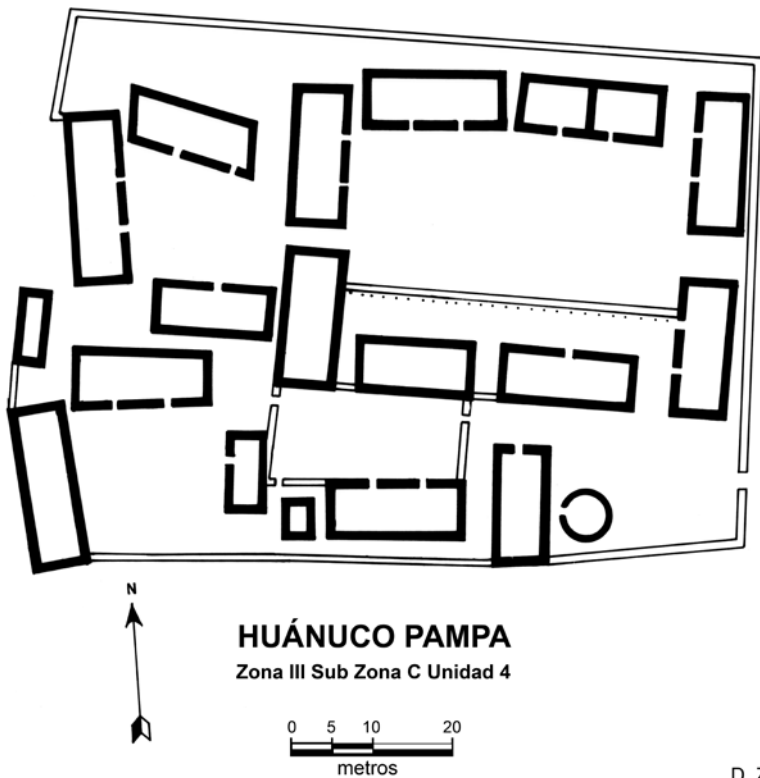 N
HUÁNUCO PAMPA
Zona III Sub Zona C Unidad 4
0 5 10 20
metros
D. Z